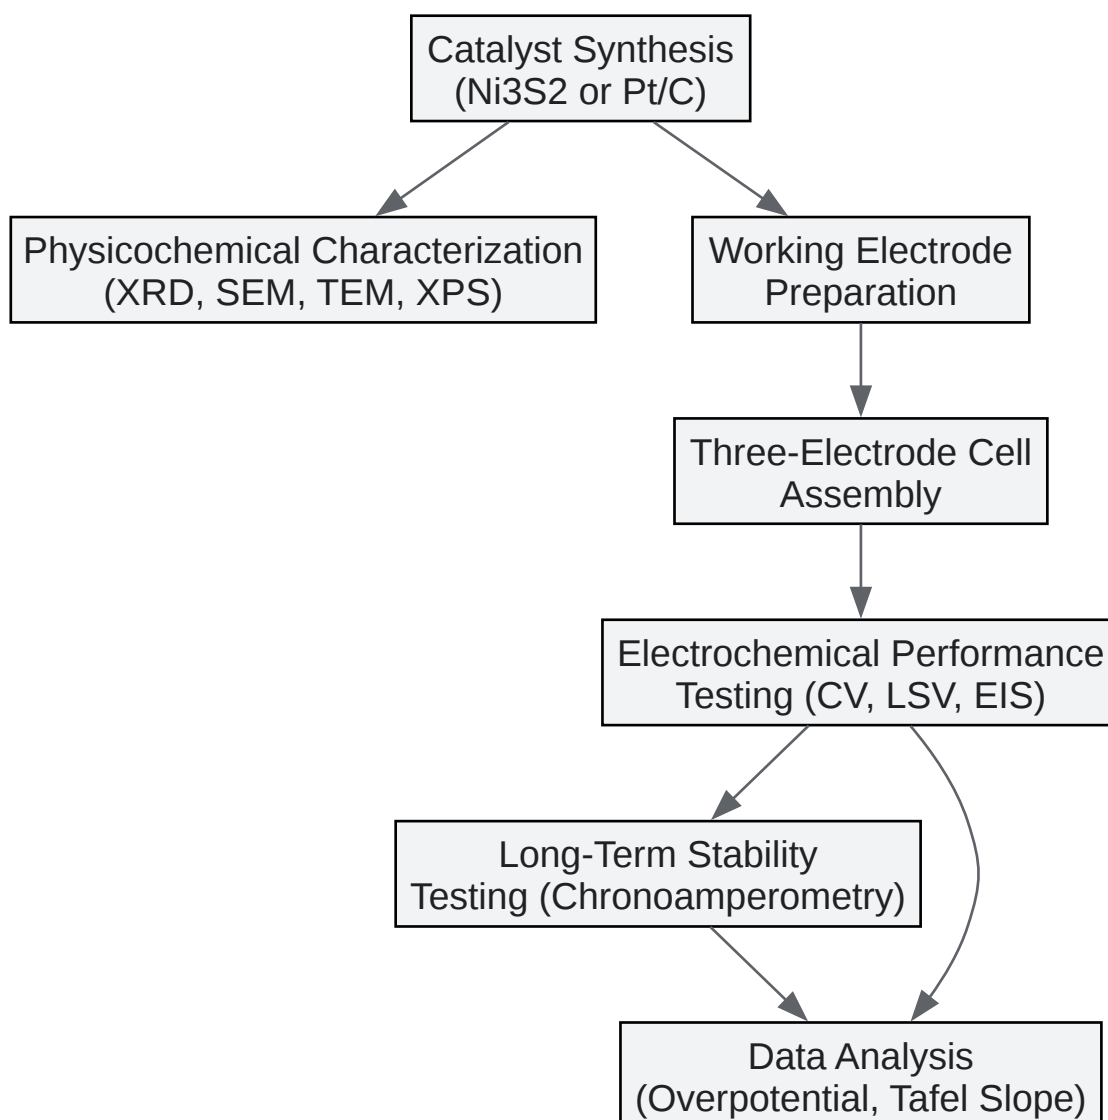 Catalyst Synthesis
(Ni3S2 or Pt/C)
Physicochemical Characterization
(XRD, SEM, TEM, XPS)
Working Electrode
Preparation
Three-Electrode Cell
Assembly
Electrochemical Performance
Testing (CV, LSV, EIS)
Long-Term Stability
Testing (Chronoamperometry)
Data Analysis
(Overpotential, Tafel Slope)